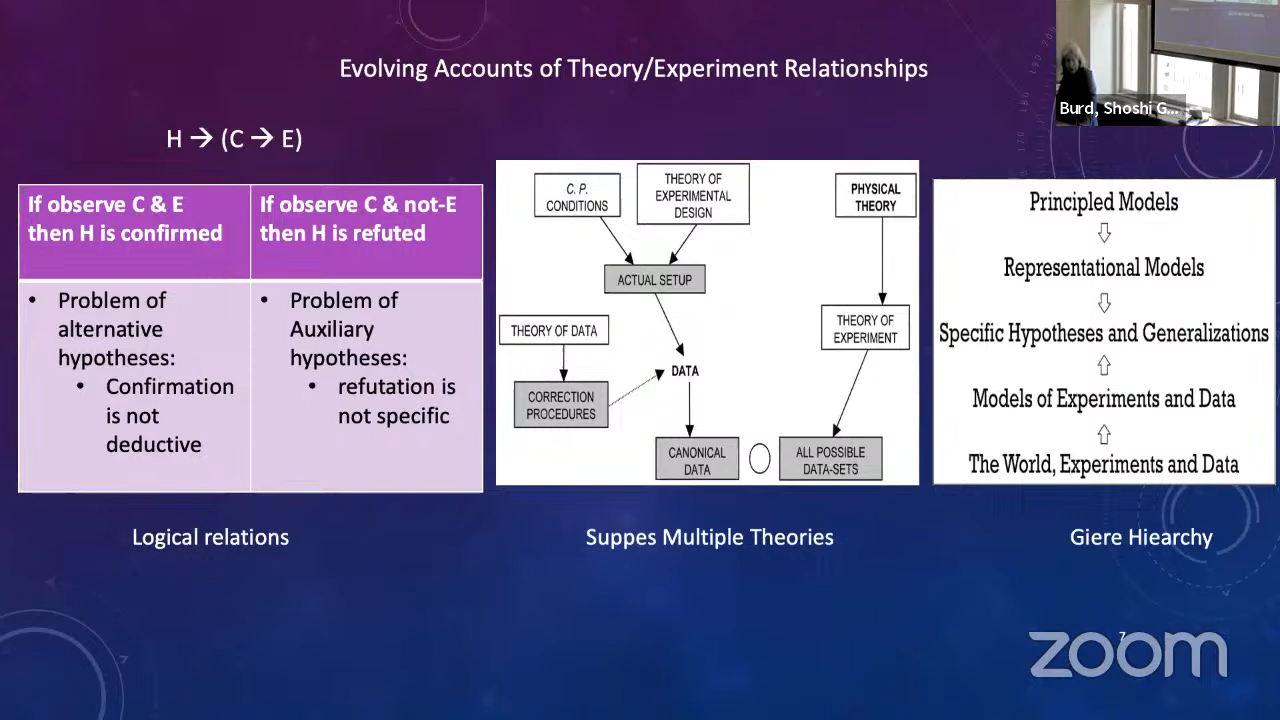 Evolving Accounts of Theory/Experiment Relationships
Burd, Shoshi G...
H → (C → E)
If observe C & E
then H is confirmed
If observe C & not-E
then H is refuted
• Problem of
alternative
hypotheses:
• Confirmation
is not
deductive
• Problem of
Auxiliary
hypotheses:
• refutation is
not specific
Logical relations
C. P.
CONDITIONS
THEORY OF
EXPERIMENTAL
DESIGN
PHYSICAL
THEORY
ACTUAL SETUP
THEORY OF DATA
THEORY OF
EXPERIMENT
DATA
CORRECTION
PROCEDURES
CANONICAL
DATA
ALL POSSIBLE
DATA-SETS
Suppes Multiple Theories
Principled Models
Representational Models
Specific Hypotheses and Generalizations
Models of Experiments and Data
The World, Experiments and Data
Giere Hiearchy
7
zoom